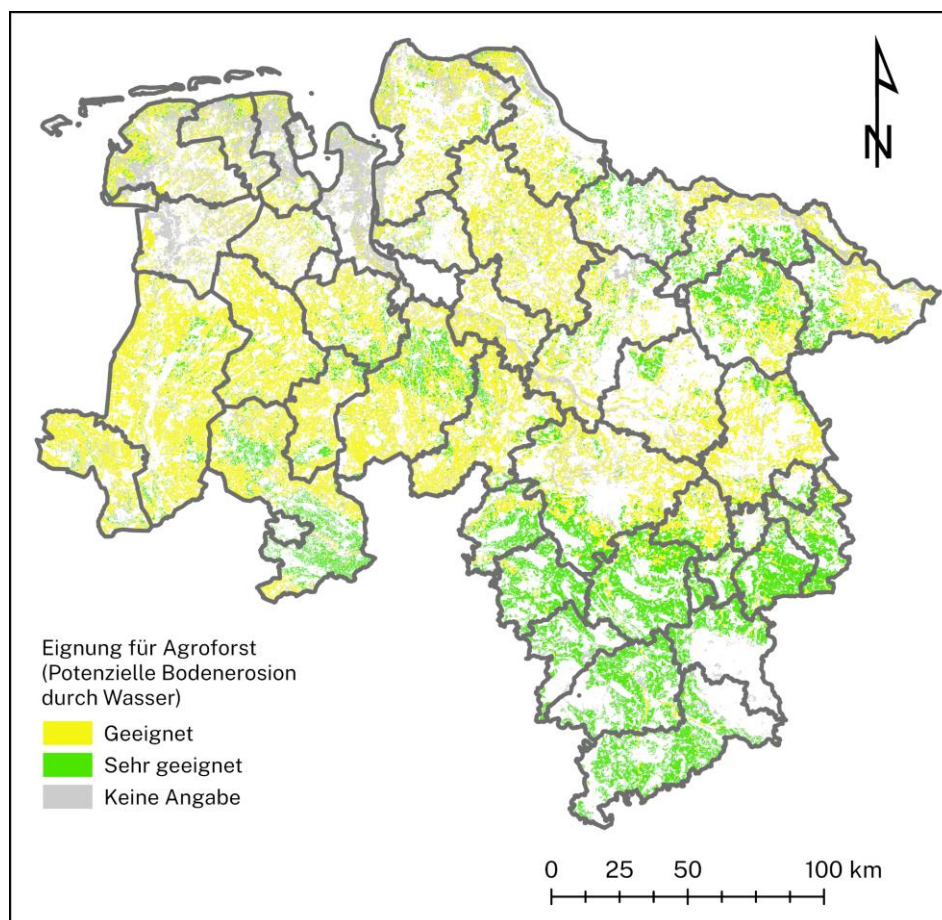 N
Eignung für Agroforst
(Potenzielle Bodenerosion
durch Wasser)
Geeignet
Sehr geeignet
Keine Angabe
0 25 50 100 km